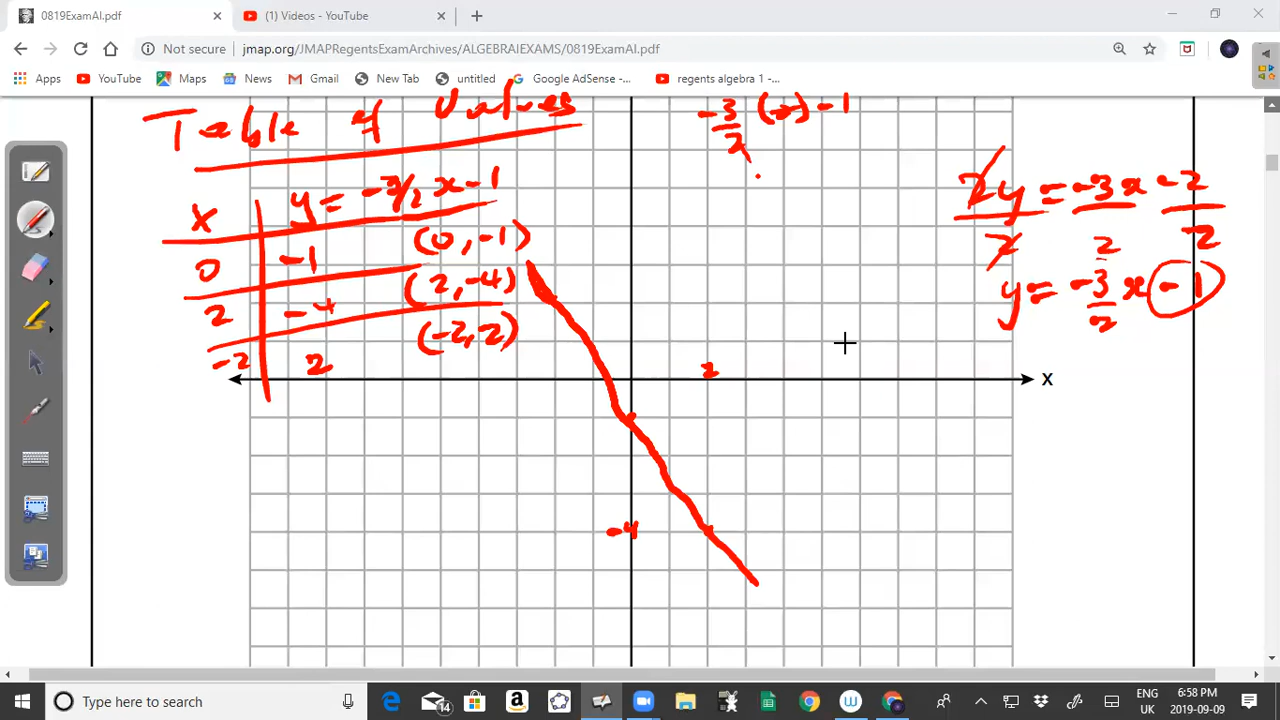 0819ExamAI.pdf
(1) Videos - YouTube
Not secure
jmap.org/JMAPRegentsExamArchives/ALGEBRAIEXAMS/0819ExamAI.pdf
Apps
YouTube
Maps
News
Gmail
New Tab
untitled
Google AdSense -...
regents algebra 1 -...
Table of Values
-3/2 (2) -1
X
y = -3/2 x -1
0
-1
(0, -1)
2
-4
(2, -4)
-2
2
(-2, 2)
2y = -3x -2
2 2 2
y = -3/2 x -1
2
x
-4
Type here to search
14
ENG
UK
6:58 PM
2019-09-09